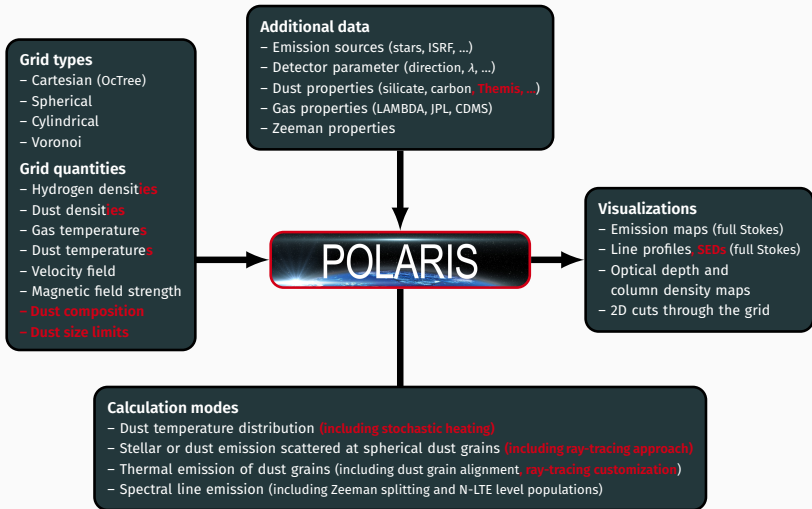 Additional data
– Emission sources (stars, ISRF, ...)
– Detector parameter (direction, λ, ...)
– Dust properties (silicate, carbon, Themis, ...)
– Gas properties (LAMBDA, JPL, CDMS)
– Zeeman properties
Grid types
– Cartesian (OcTree)
– Spherical
– Cylindrical
– Voronoi
Grid quantities
– Hydrogen densities
– Dust densities
– Gas temperatures
– Dust temperatures
– Velocity field
– Magnetic field strength
– Dust composition
– Dust size limits
POLARIS
Visualizations
– Emission maps (full Stokes)
– Line profiles, SEDs (full Stokes)
– Optical depth and
column density maps
– 2D cuts through the grid
Calculation modes
– Dust temperature distribution (including stochastic heating)
– Stellar or dust emission scattered at spherical dust grains (including ray-tracing approach)
– Thermal emission of dust grains (including dust grain alignment, ray-tracing customization)
– Spectral line emission (including Zeeman splitting and N-LTE level populations)